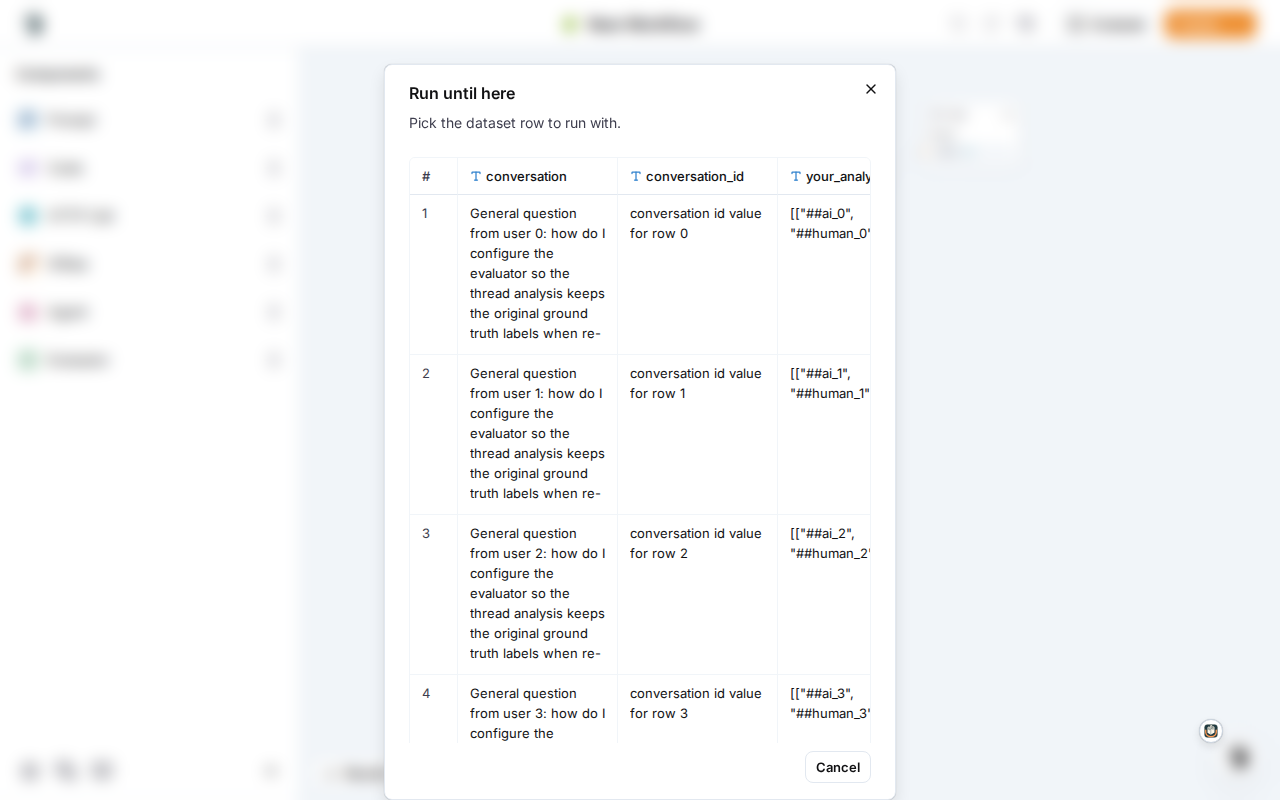 Run until here
Pick the dataset row to run with.
# conversation conversation_id your_analy
1 General question from user 0: how do I configure the evaluator so the thread analysis keeps the original ground truth labels when re- conversation id value for row 0 [["##ai_0", "##human_0"
2 General question from user 1: how do I configure the evaluator so the thread analysis keeps the original ground truth labels when re- conversation id value for row 1 [["##ai_1", "##human_1"
3 General question from user 2: how do I configure the evaluator so the thread analysis keeps the original ground truth labels when re- conversation id value for row 2 [["##ai_2", "##human_2"
4 General question from user 3: how do I configure the conversation id value for row 3 [["##ai_3", "##human_3"
Cancel